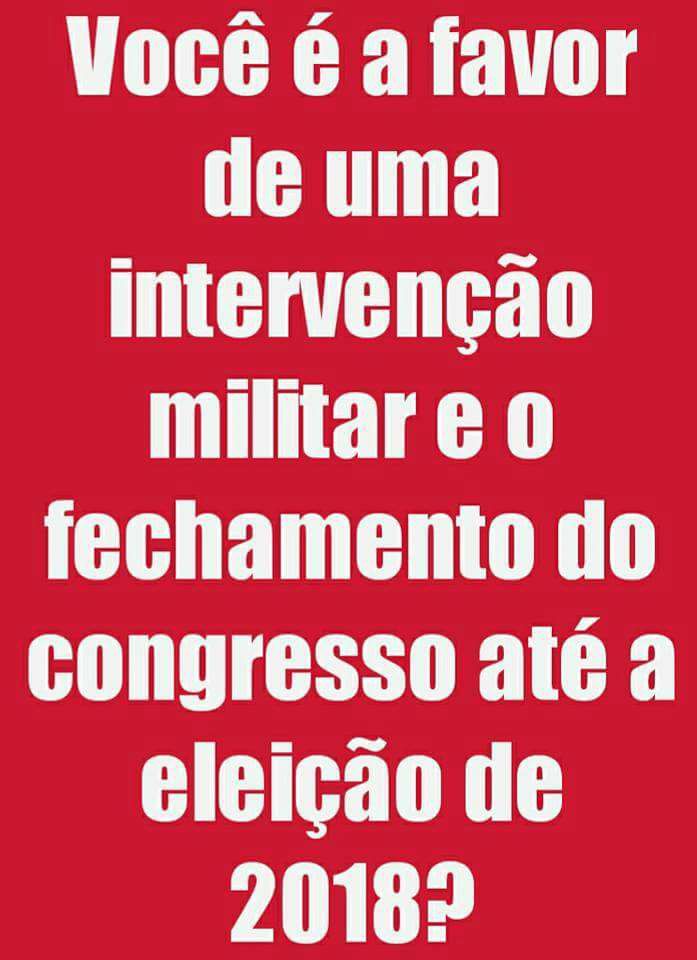 Você é a favor
de uma
intervenção
militar e o
fechamento do
congresso até a
eleição de
2018?